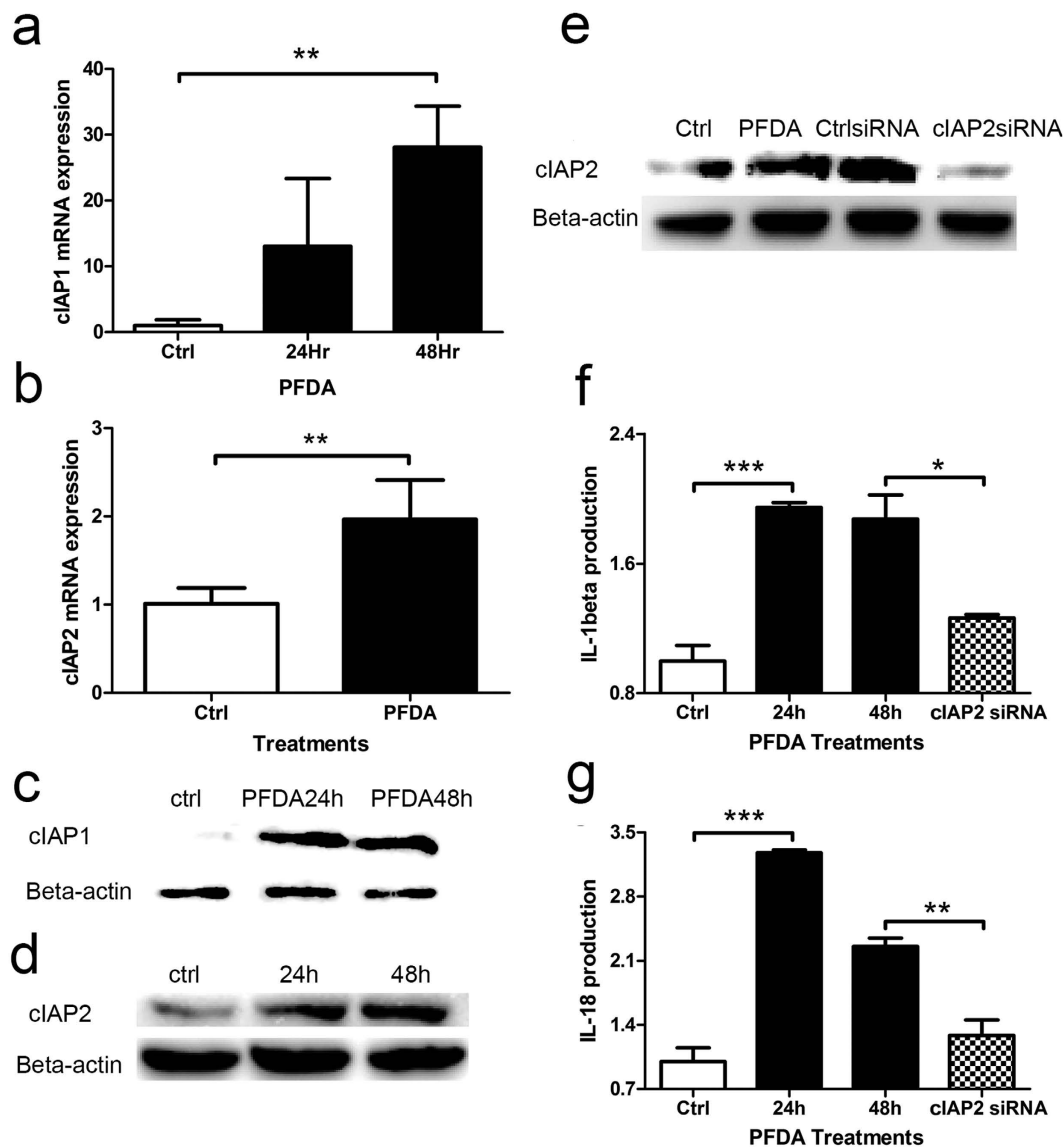 a
**
cIAP1 mRNA expression
40
30
20
10
0
Ctrl 24Hr 48Hr
PFDA
b
**
cIAP2 mRNA expression
3
2
1
0
Ctrl PFDA
Treatments
c
ctrl PFDA24h PFDA48h
cIAP1
Beta-actin
d
ctrl 24h 48h
cIAP2
Beta-actin
e
Ctrl PFDA CtrlsiRNA cIAP2siRNA
cIAP2
Beta-actin
f
*** *
IL-1beta production
2.4
1.6
0.8
Ctrl 24h 48h cIAP2 siRNA
PFDA Treatments
g
*** **
IL-18 production
3.5
2.8
2.1
1.4
0.7
Ctrl 24h 48h cIAP2 siRNA
PFDA Treatments